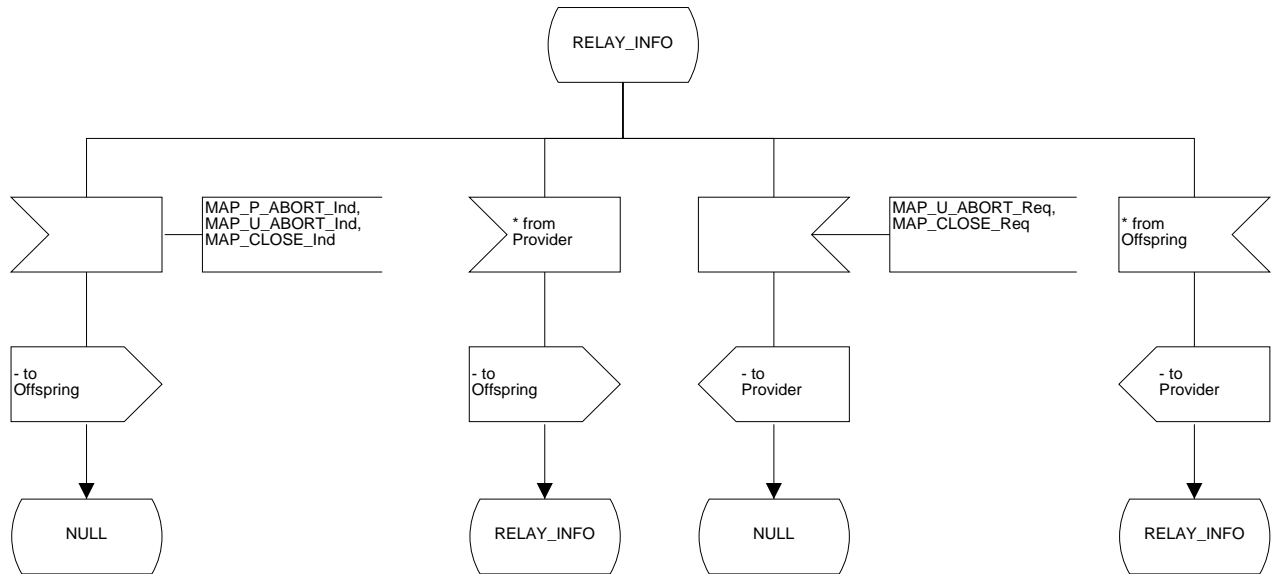 RELAY_INFO
MAP_P_ABORT_Ind,
MAP_U_ABORT_Ind,
MAP_CLOSE_Ind
* from
Provider
MAP_U_ABORT_Req,
MAP_CLOSE_Req
* from
Offspring
- to
Offspring
- to
Offspring
- to
Provider
- to
Provider
NULL
RELAY_INFO
NULL
RELAY_INFO